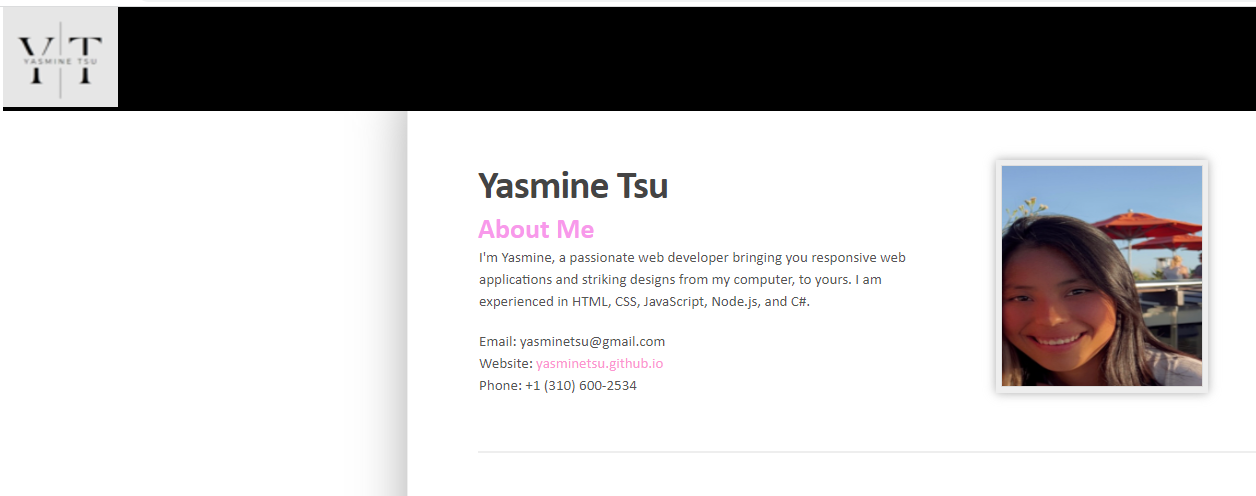 Y T
YASMINE TSU
Yasmine Tsu
About Me
I'm Yasmine, a passionate web developer bringing you responsive web
applications and striking designs from my computer, to yours. I am
experienced in HTML, CSS, JavaScript, Node.js, and C#.
Email: yasminetsu@gmail.com
Website: yasminetsu.github.io
Phone: +1 (310) 600-2534